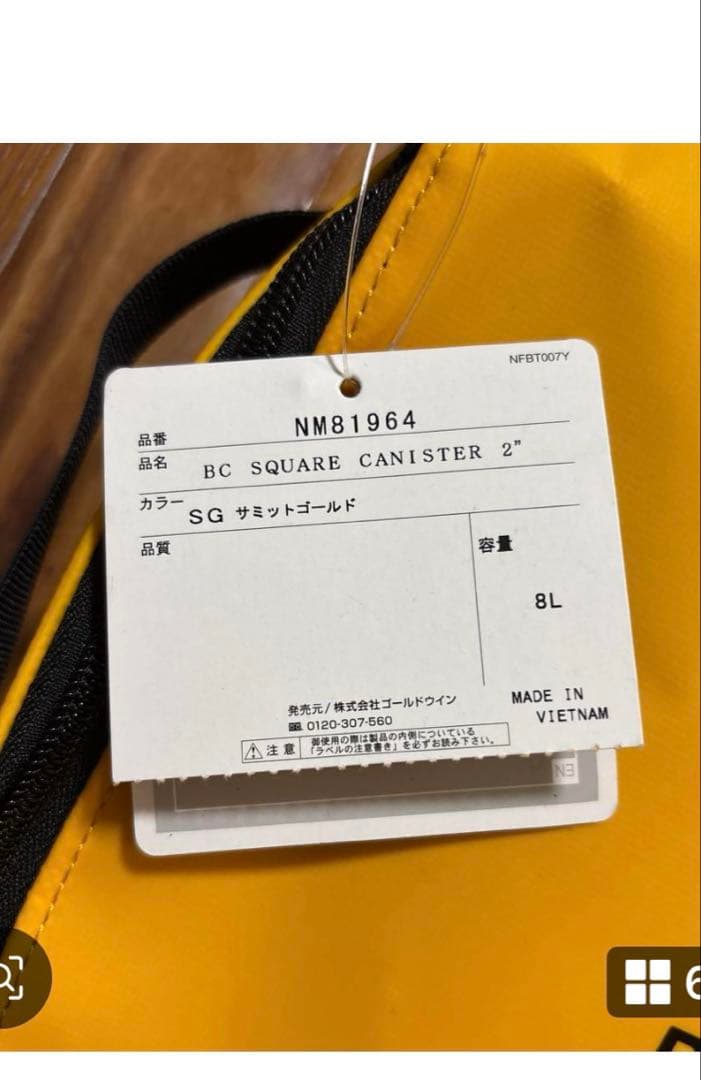 NFBT007Y
品番 NM81964
品名 BC SQUARE CANISTER 2”
カラー SG サミットゴールド
品質
容量
8L
発売元/株式会社ゴールドウイン
0120-307-560
MADE IN
VIETNAM
注意
御使用の際は製品の内側についている
「ラベルの注意書き」を必ずお読み下さい。
EN
6